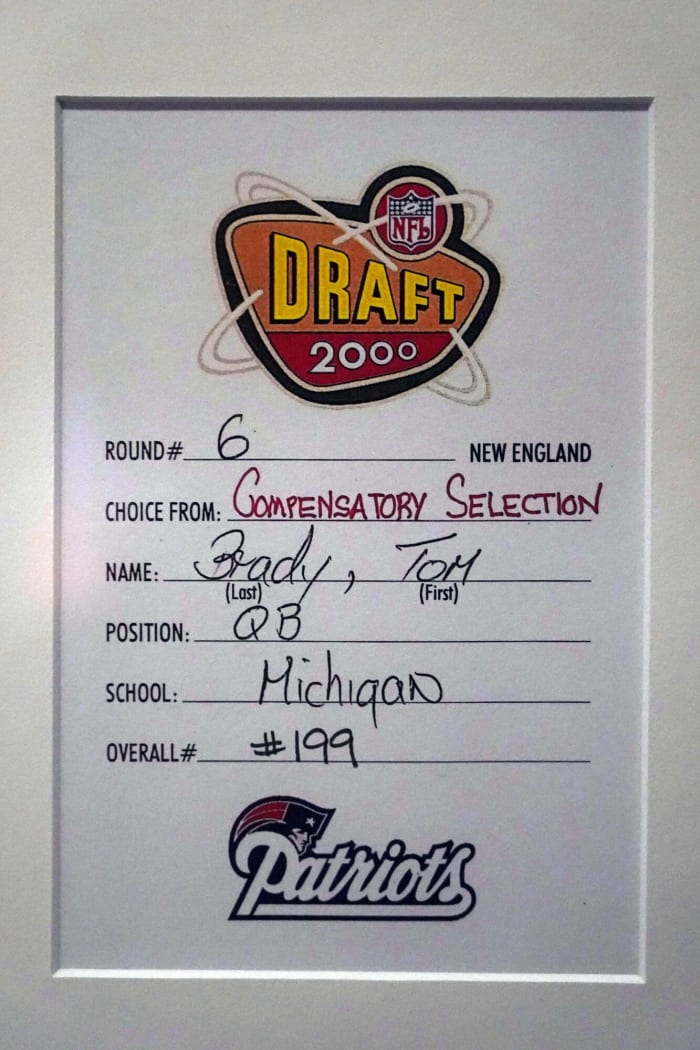 NFL
DRAFT
2000
ROUND# 6 NEW ENGLAND
CHOICE FROM: COMPENSATORY SELECTION
NAME: Brady, Tom
(Last) (First)
POSITION: QB
SCHOOL: Michigan
OVERALL# #199
Patriots